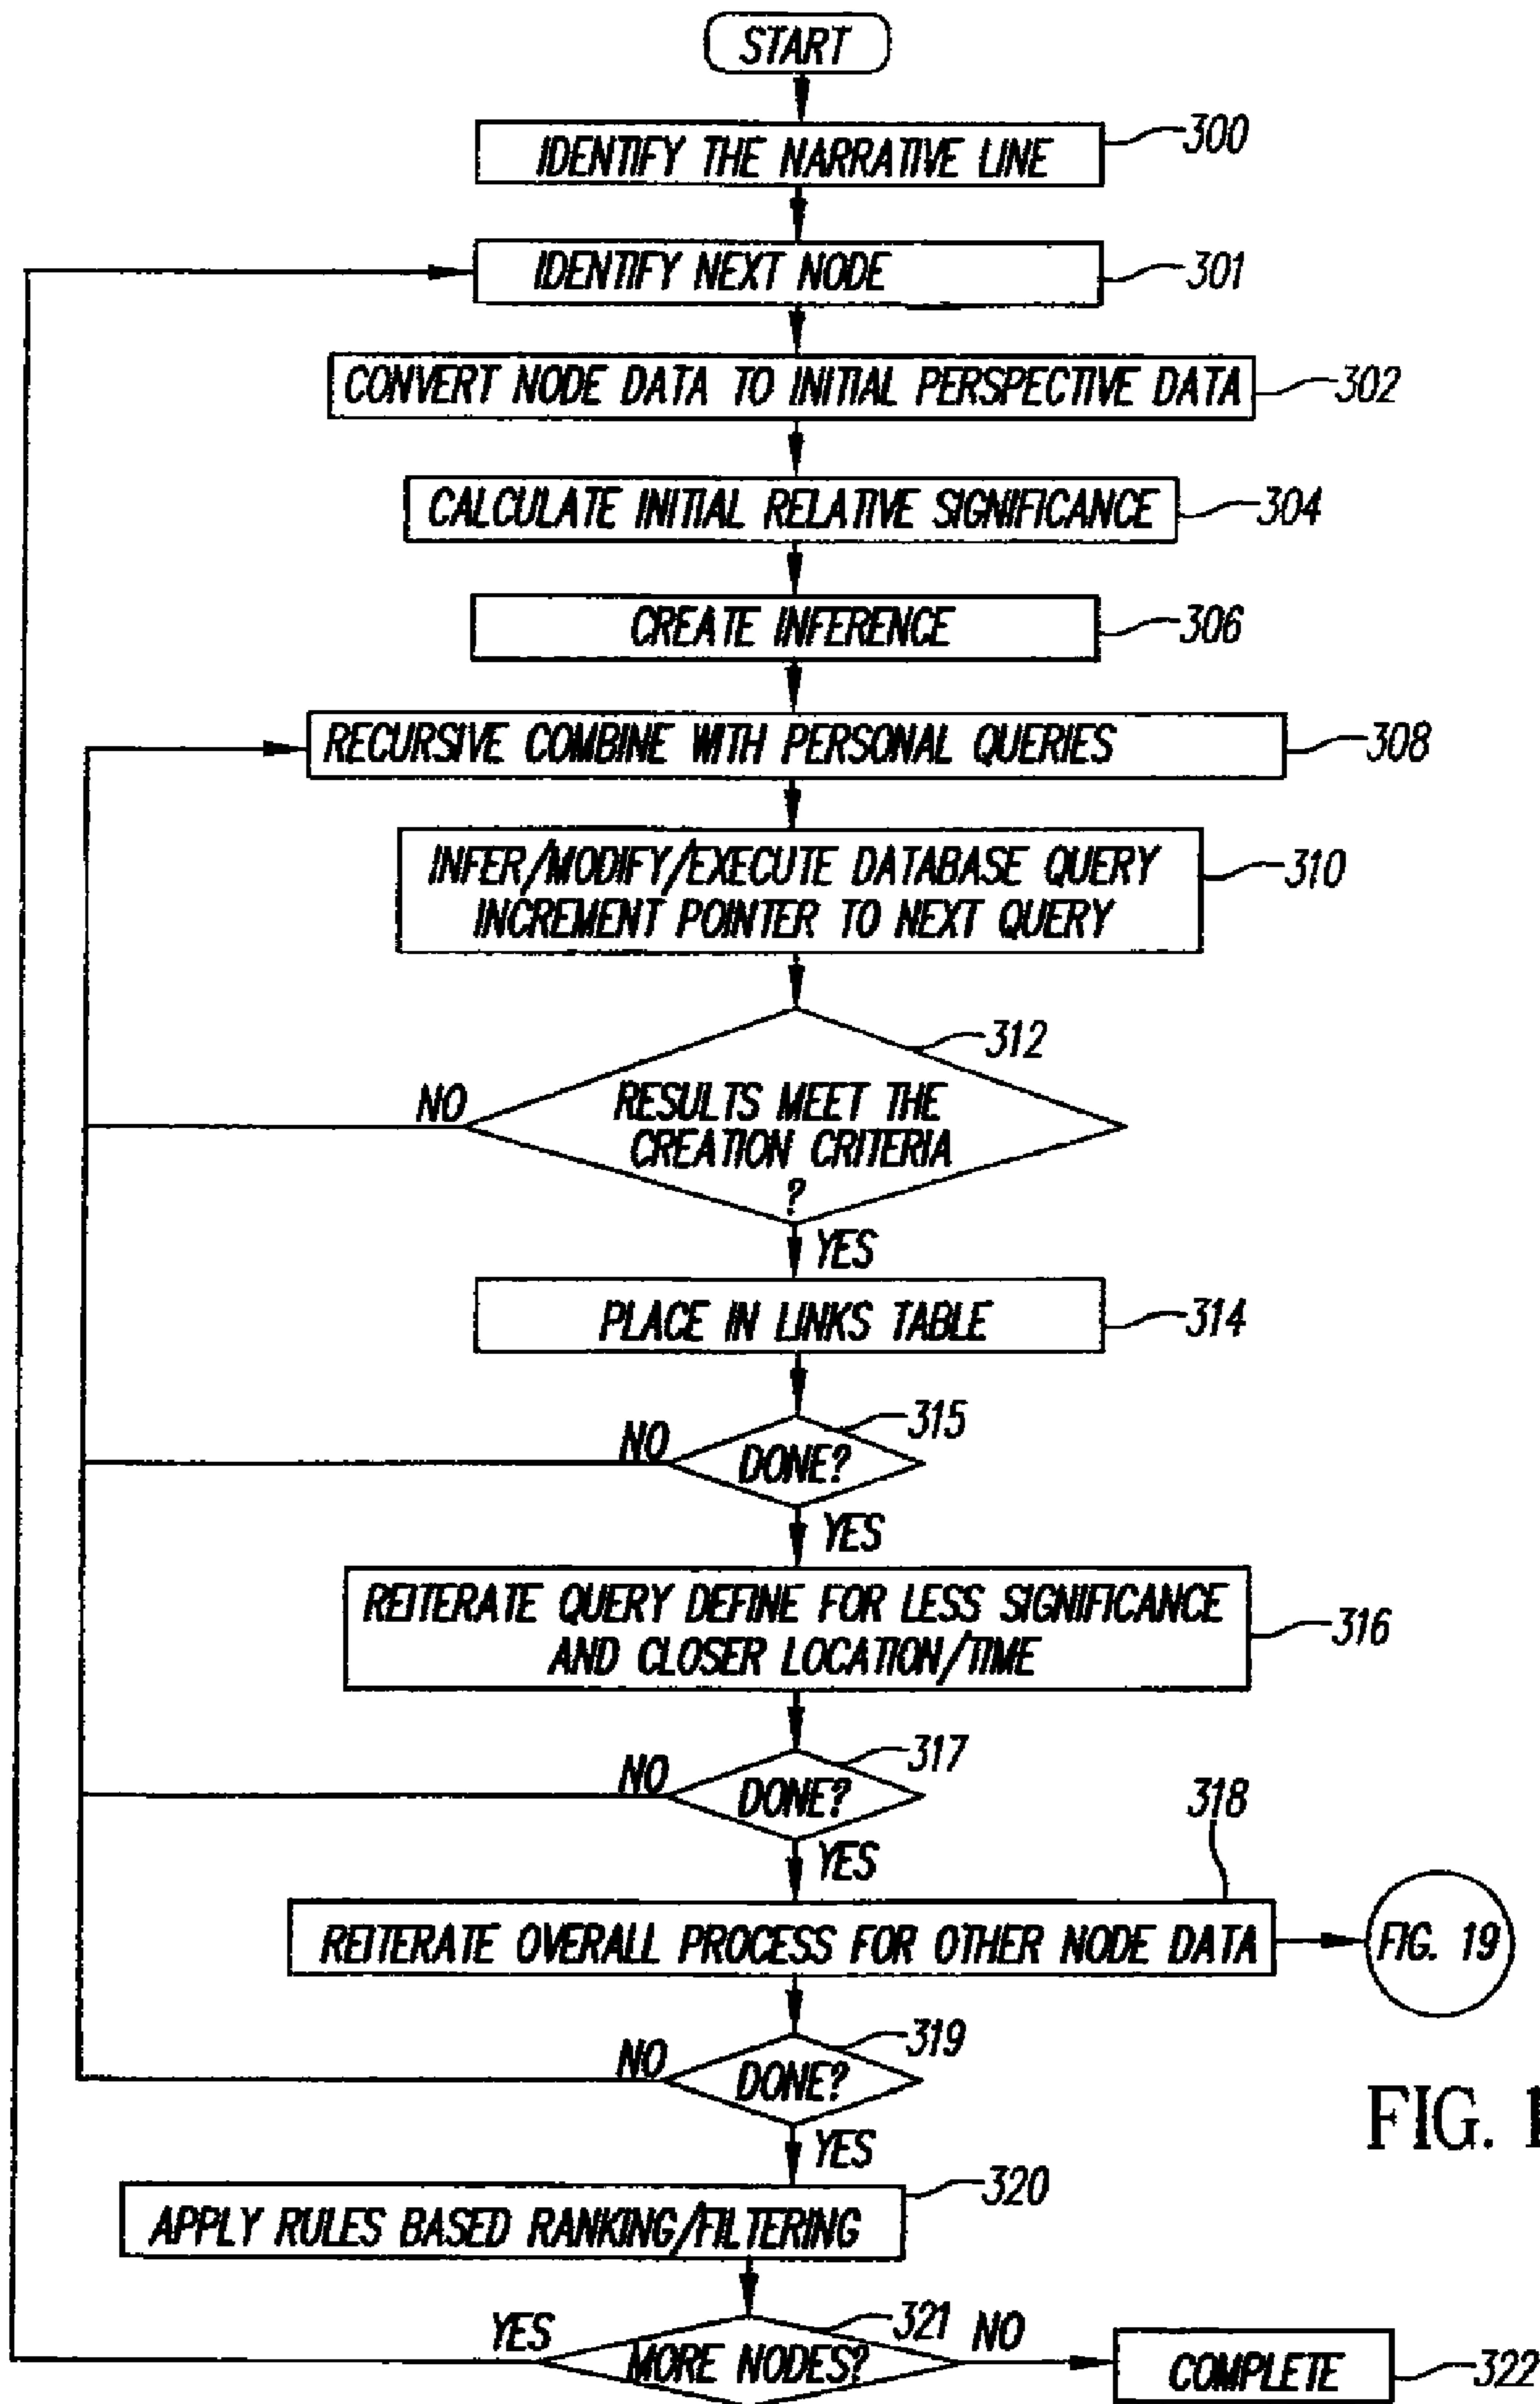 START
IDENTIFY THE NARRATIVE LINE
300
IDENTIFY NEXT NODE
301
CONVERT NODE DATA TO INITIAL PERSPECTIVE DATA
302
CALCULATE INITIAL RELATIVE SIGNIFICANCE
304
CREATE INFERENCE
306
RECURSIVE COMBINE WITH PERSONAL QUERIES
308
INFER/MODIFY/EXECUTE DATABASE QUERY
INCREMENT POINTER TO NEXT QUERY
310
312
NO
RESULTS MEET THE
CREATION CRITERIA
?
YES
PLACE IN LINKS TABLE
314
315
NO
DONE?
YES
REITERATE QUERY DEFINE FOR LESS SIGNIFICANCE
AND CLOSER LOCATION/TIME
316
317
NO
DONE?
YES
318
REITERATE OVERALL PROCESS FOR OTHER NODE DATA
FIG. 19
319
NO
DONE?
YES
FIG.
320
APPLY RULES BASED RANKING/FILTERING
321
YES
MORE NODES?
NO
COMPLETE
322